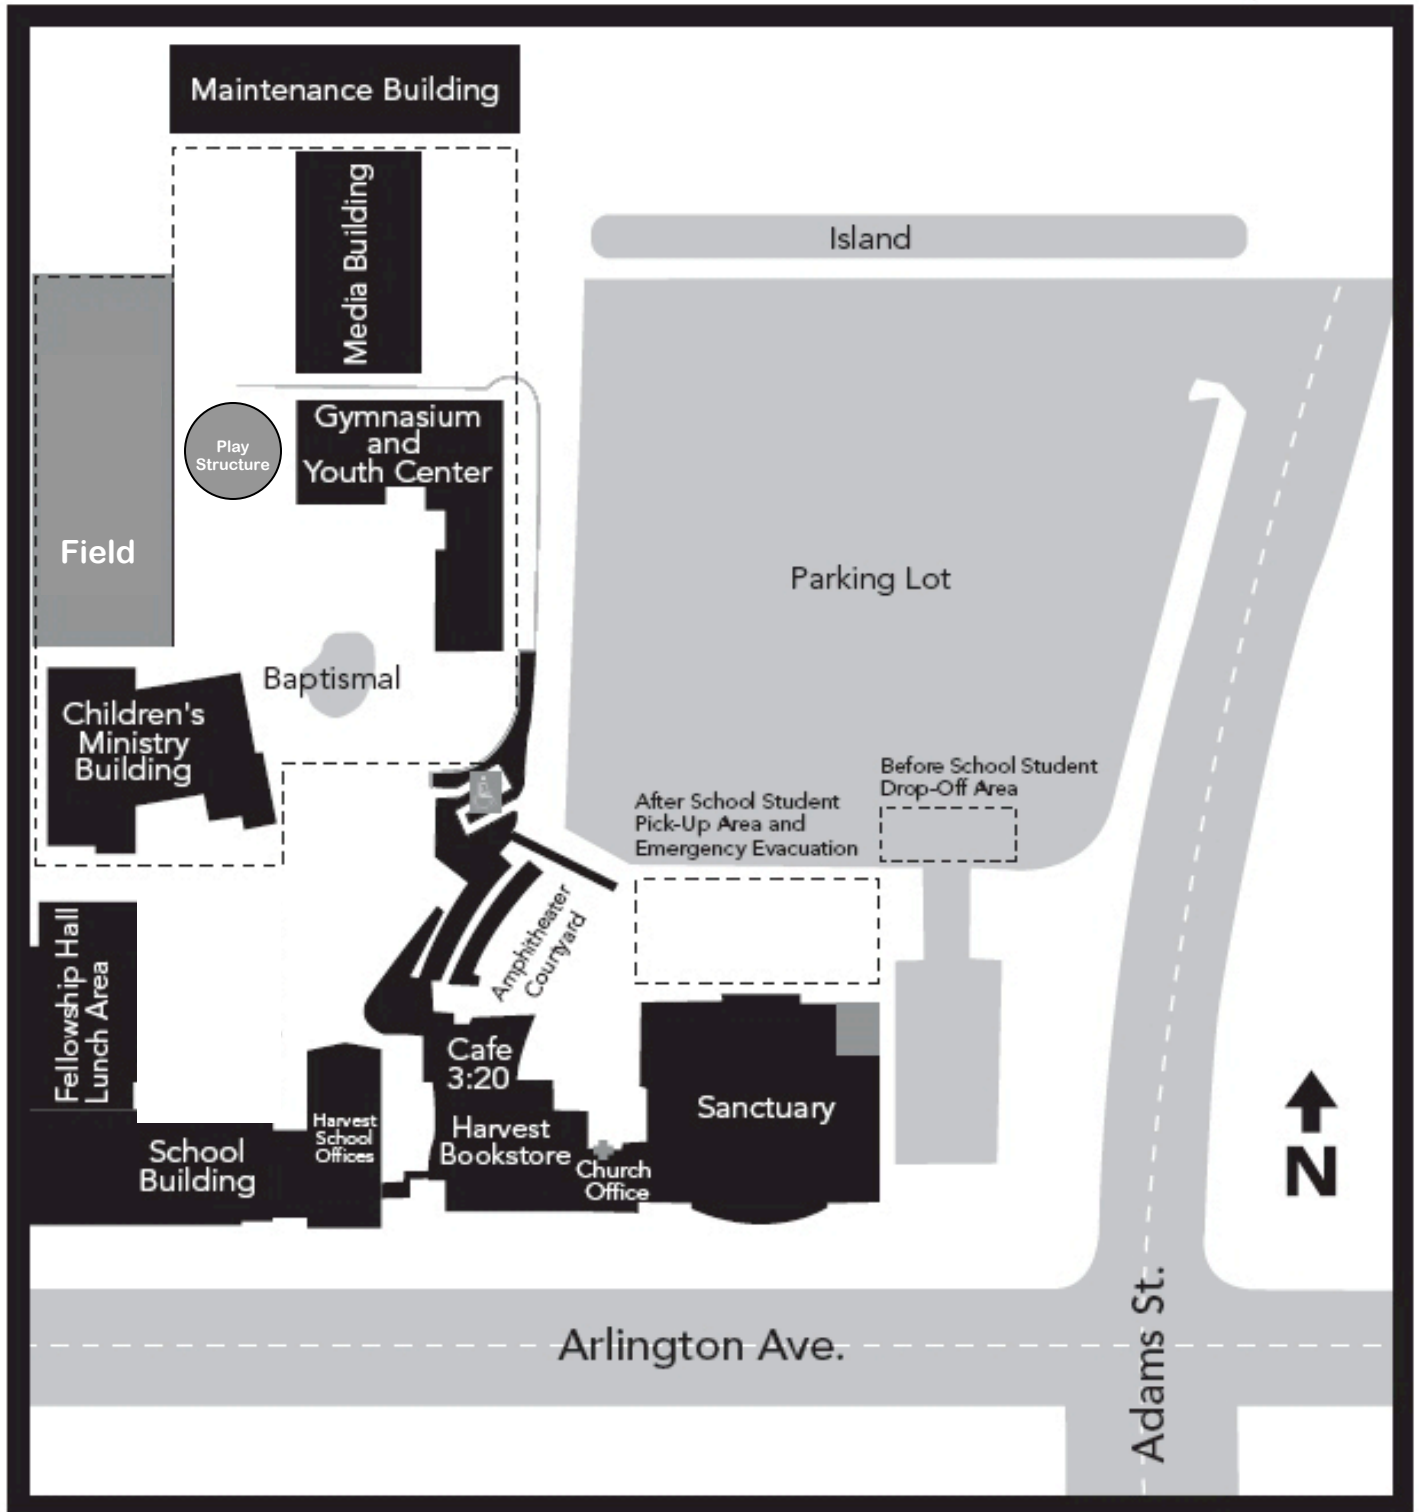 Maintenance Building
Media Building
Island
Gymnasium
and
Youth Center
Play
Structure
Field
Parking Lot
Baptismal
Children's
Ministry
Building
Before School Student
Drop-Off Area
After School Student
Pick-Up Area and
Emergency Evacuation
Amphitheater
Courtyard
Fellowship Hall
Lunch Area
Cafe
3:20
Sanctuary
Harvest
School
Offices
Harvest
Bookstore
School
Building
Church
Office
N
Arlington Ave.
Adams St.